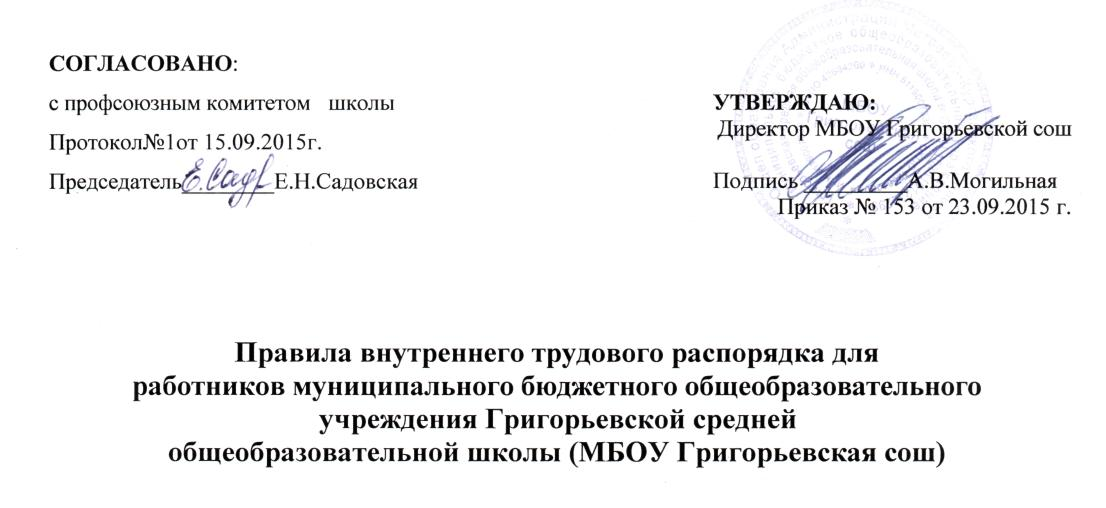 СОГЛАСОВАНО:
с профсоюзным комитетом школы
Протокол№1от 15.09.2015г.
Председатель Е.Н.Садовская
УТВЕРЖДАЮ:
Директор МБОУ Григорьевской сош
Подпись А.В.Могильная
Приказ № 153 от 23.09.2015 г.
Правила внутреннего трудового распорядка для
работников муниципального бюджетного общеобразовательного
учреждения Григорьевской средней
общеобразовательной школы (МБОУ Григорьевская сош)